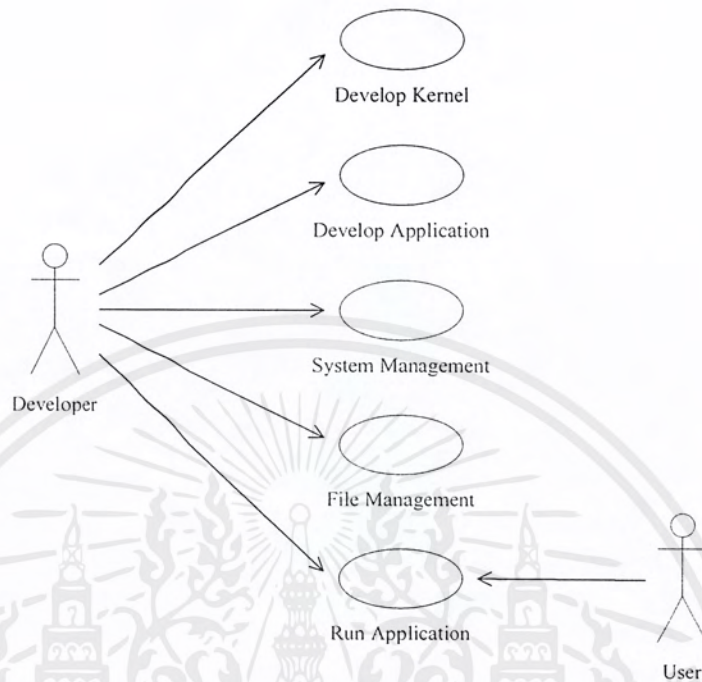 Develop Kernel
Develop Application
System Management
Developer
File Management
Run Application
User